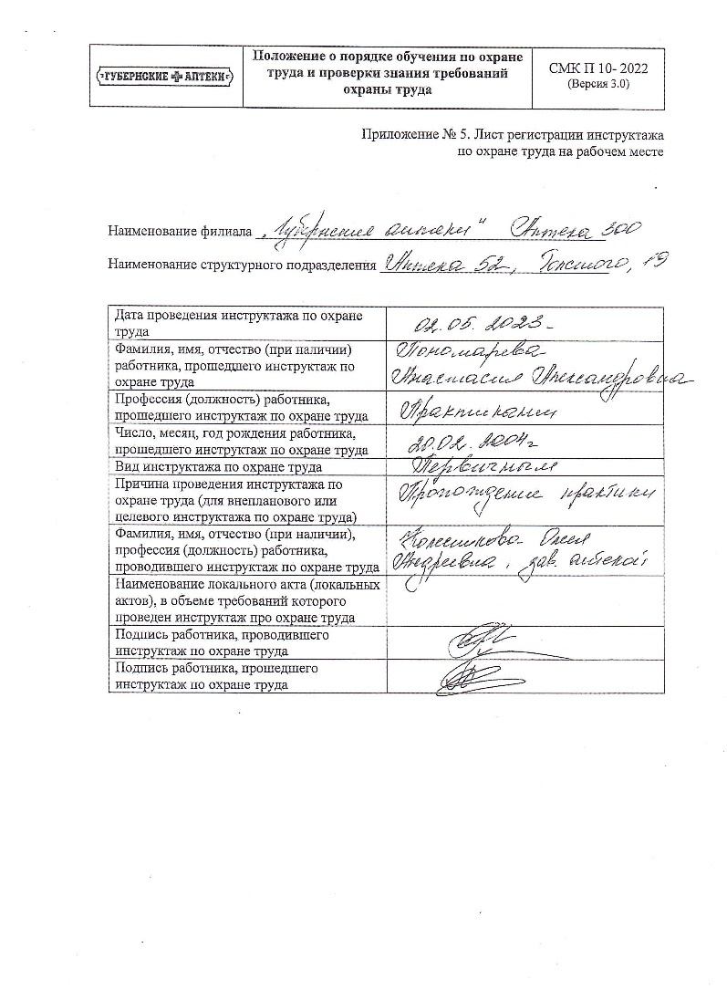 ГУБЕРНСКИЕ АПТЕКИ
Положение о порядке обучения по охране
труда и проверки знания требований
охраны труда
СМК П 10- 2022
(Версия 3.0)
Приложение № 5. Лист регистрации инструктажа
по охране труда на рабочем месте
Наименование филиала „Губернские аптеки" Аптека 300
Наименование структурного подразделения Аптека 52, Толстого, 19
Дата проведения инструктажа по охране
труда
02.05.2023
Фамилия, имя, отчество (при наличии)
работника, прошедшего инструктаж по
охране труда
Пономарева
Анастасия Александровна
Профессия (должность) работника,
прошедшего инструктаж по охране труда
Практикант
Число, месяц, год рождения работника,
прошедшего инструктаж по охране труда
20.02.2004г
Вид инструктажа по охране труда
Первичный
Причина проведения инструктажа по
охране труда (для внепланового или
целевого инструктажа по охране труда)
Прохождение практики
Фамилия, имя, отчество (при наличии),
профессия (должность) работника,
проводившего инструктаж по охране труда
Андреевна, зав. аптекой
Наименование локального акта (локальных
актов), в объеме требований которого
проведен инструктаж про охране труда
Подпись работника, проводившего
инструктаж по охране труда
Подпись работника, прошедшего
инструктаж по охране труда